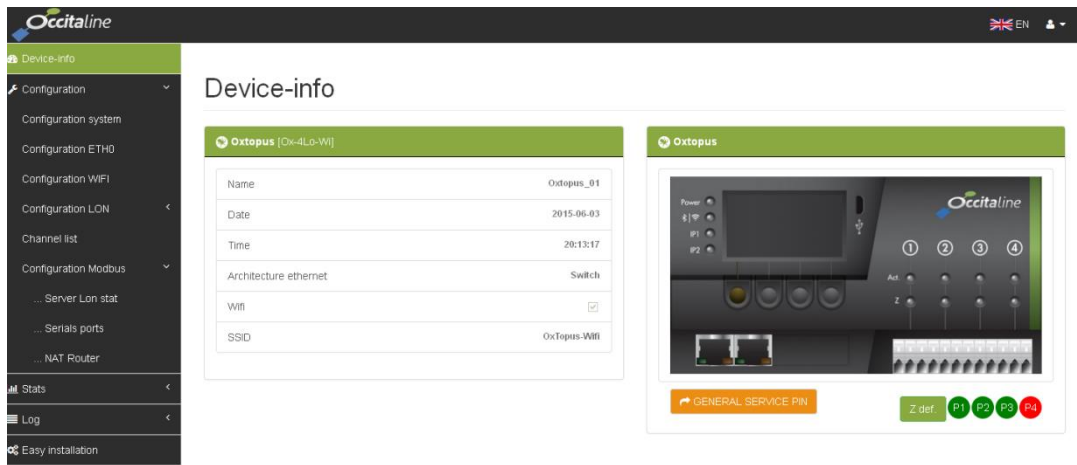 Occitaline
EN
Device-info
Configuration
Configuration system
Configuration ETH0
Configuration WIFI
Configuration LON
Channel list
Configuration Modbus
... Server Lon stat
... Serials ports
... NAT Router
Stats
Log
Easy installation
Device-info
Oxtopus [Ox-4Lo-Wi]
Name Oxtopus_01
Date 2015-06-03
Time 20:13:17
Architecture ethernet Switch
Wifi
SSID OxTopus-Wifi
Oxtopus
Power
IP1
IP2
Occitaline
1 2 3 4
Act.
Z
GENERAL SERVICE PIN
Z def. P1 P2 P3 P4